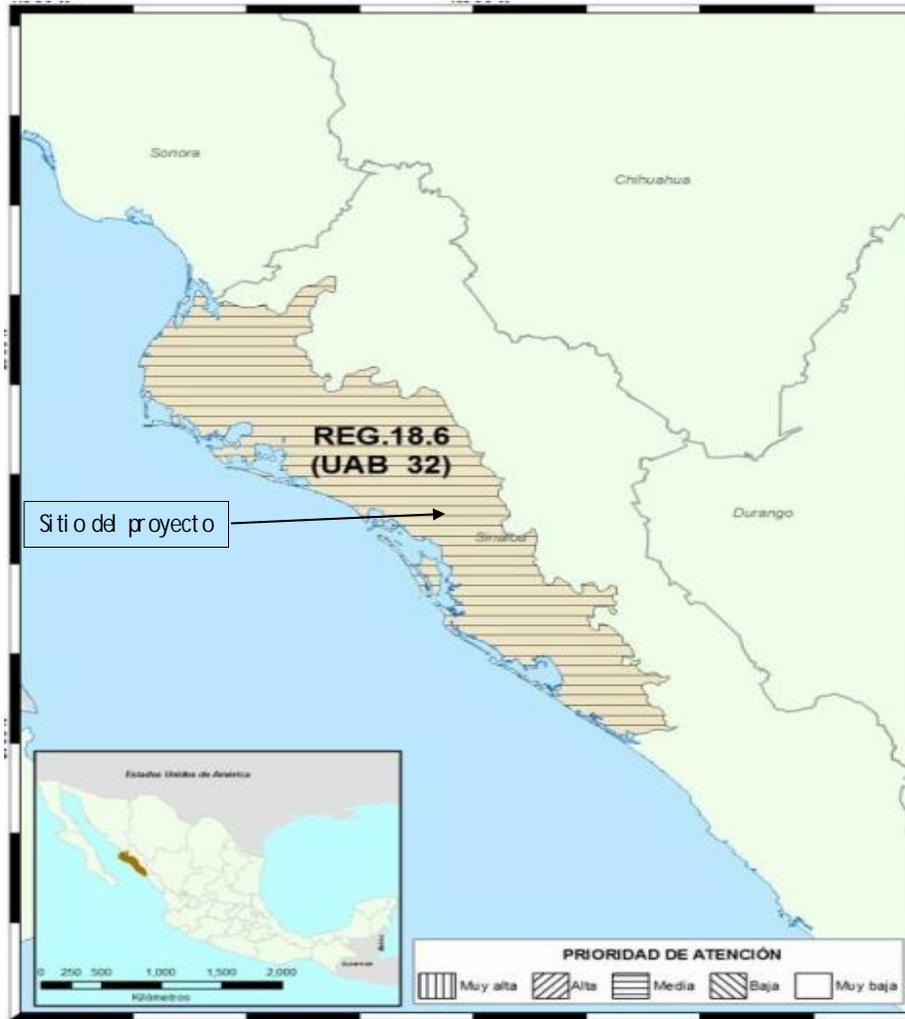 Sonora
Chihuahua
REG.18.6
(UAB 32)
Sitio del proyecto
Sinaloa
Durango
Estados Unidos de América
0 250 500 1,000 1,500 2,000
Kilómetros
PRIORIDAD DE ATENCIÓN
Muy alta Alta Media Baja Muy baja